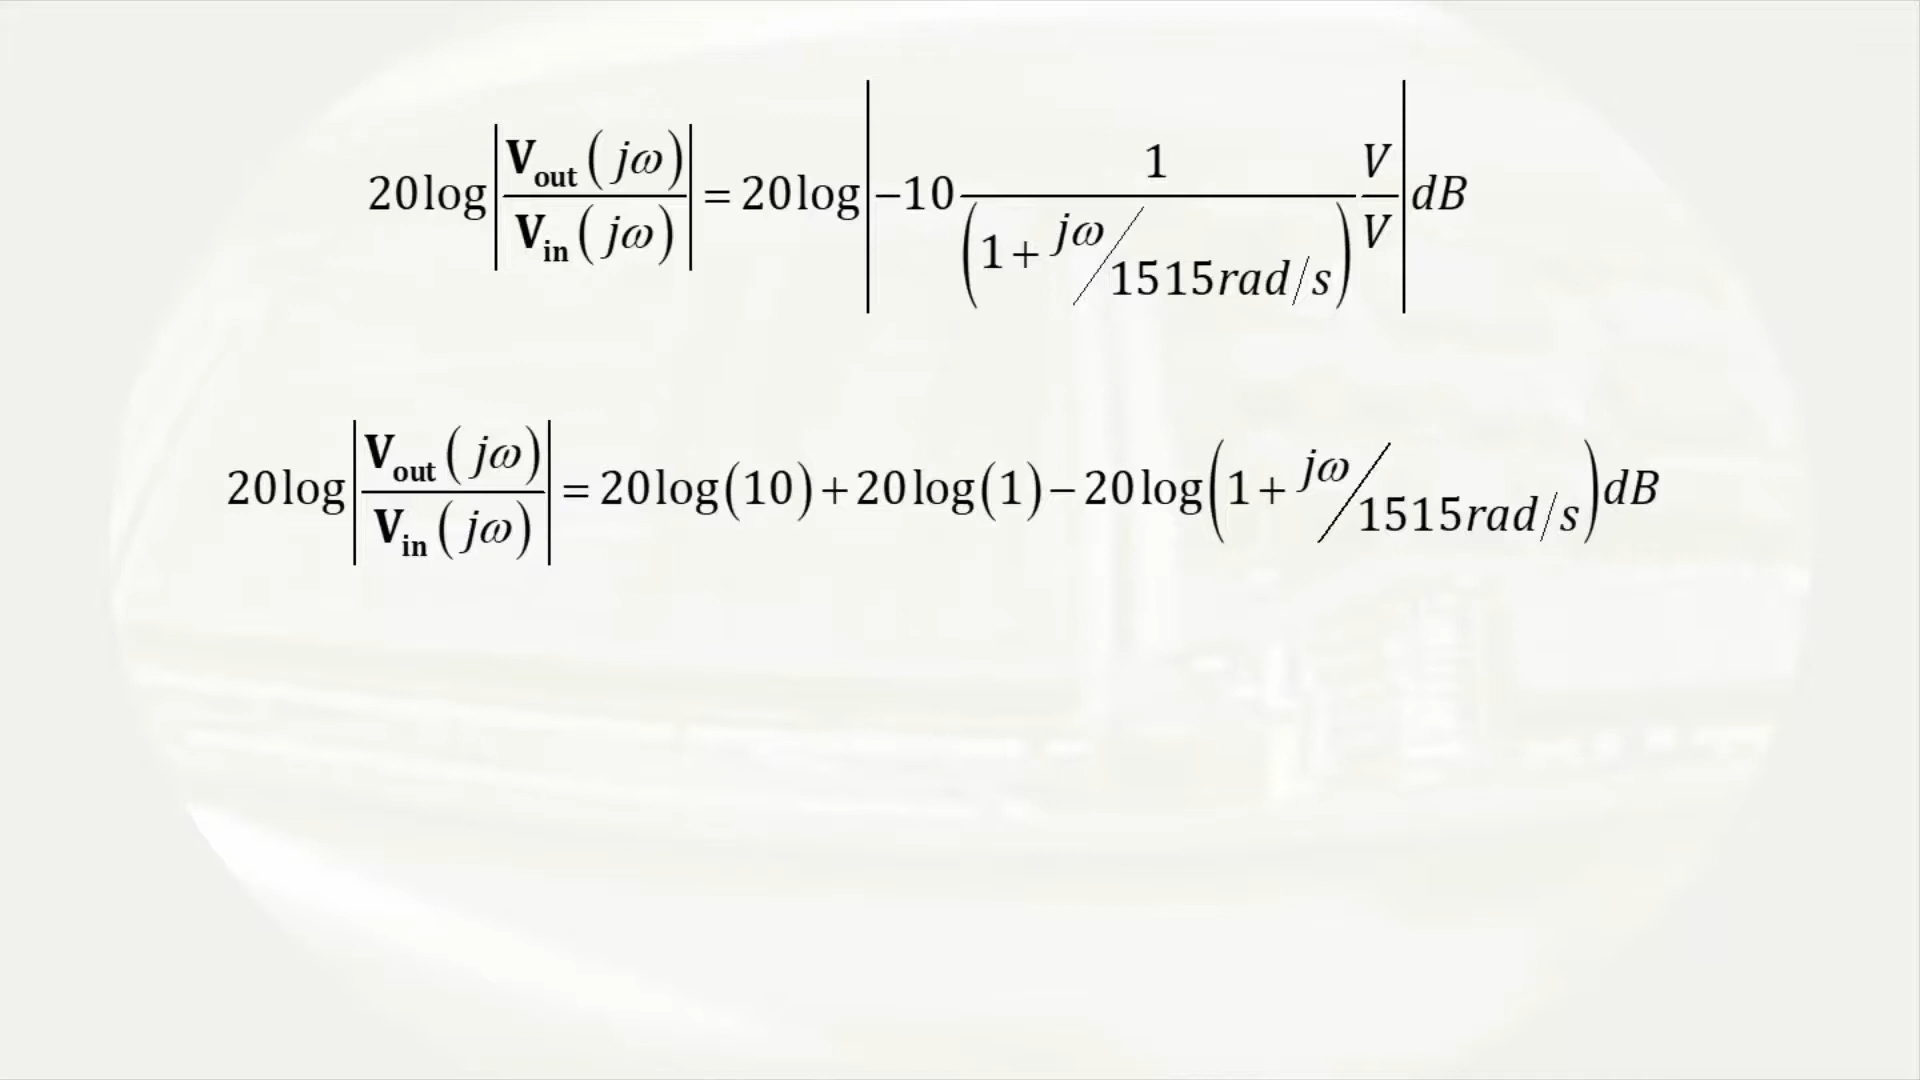 20log|V_out(jω)/V_in(jω)| = 20log|−10 1/(1+jω/1515rad/s) V/V| dB
20log|V_out(jω)/V_in(jω)| = 20log(10)+20log(1)−20log(1+jω/1515rad/s)dB